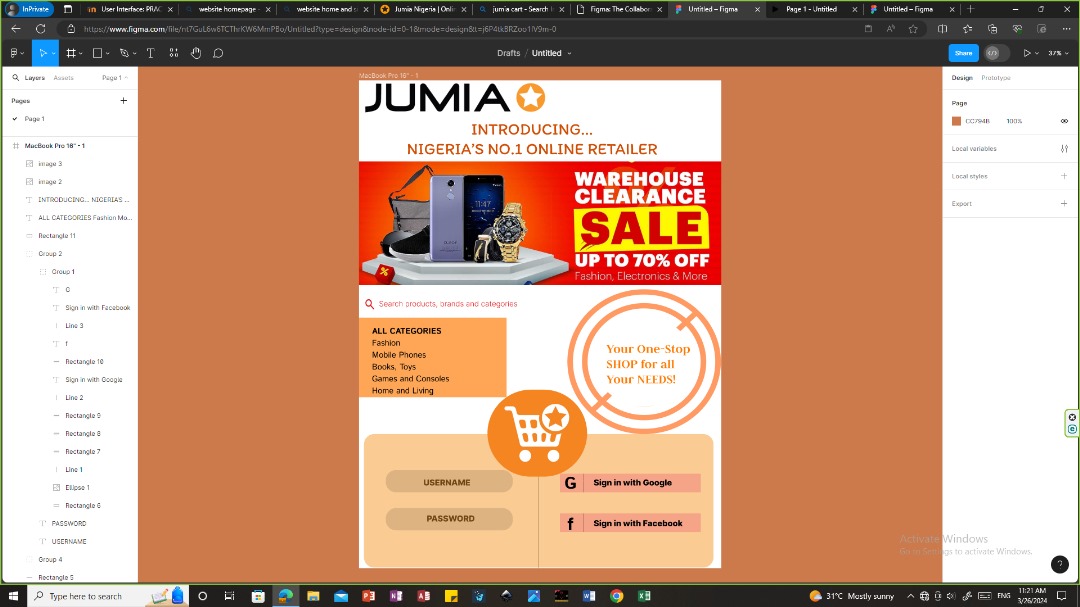 InPrivate
User Interface: PRAC
website homepage -
website home and s
Jumia Nigeria | Onli
jumia cart - Search
Figma: The Collabor
Untitled – Figma
Page 1 - Untitled
Untitled – Figma
Drafts / Untitled
Share
37%
Layers
Assets
Page 1
Pages
Page 1
MacBook Pro 16" - 1
image 3
image 2
INTRODUCING... NIGERIA'S ...
ALL CATEGORIES Fashion Mo...
Rectangle 11
Group 2
Group 1
G
Sign in with Facebook
Line 3
f
Rectangle 10
Sign in with Google
Line 2
Rectangle 9
Rectangle 8
Rectangle 7
Line 1
Ellipse 1
Rectangle 6
PASSWORD
USERNAME
Group 4
Rectangle 5
MacBook Pro 16" - 1
JUMIA
INTRODUCING...
NIGERIA'S NO.1 ONLINE RETAILER
11:47
WAREHOUSE
CLEARANCE
SALE
UP TO 70% OFF
Fashion, Electronics & More
%
Search products, brands and categories
ALL CATEGORIES
Fashion
Mobile Phones
Books, Toys
Games and Consoles
Home and Living
Your One-Stop
SHOP for all
Your NEEDS!
USERNAME
PASSWORD
G Sign in with Google
f Sign in with Facebook
Design
Prototype
Page
CC794B 100%
Local variables
Local styles
Export
Activate Windows
Go to Settings to activate Windows.
Type here to search
31°C Mostly sunny
ENG
11:21 AM
3/26/2024